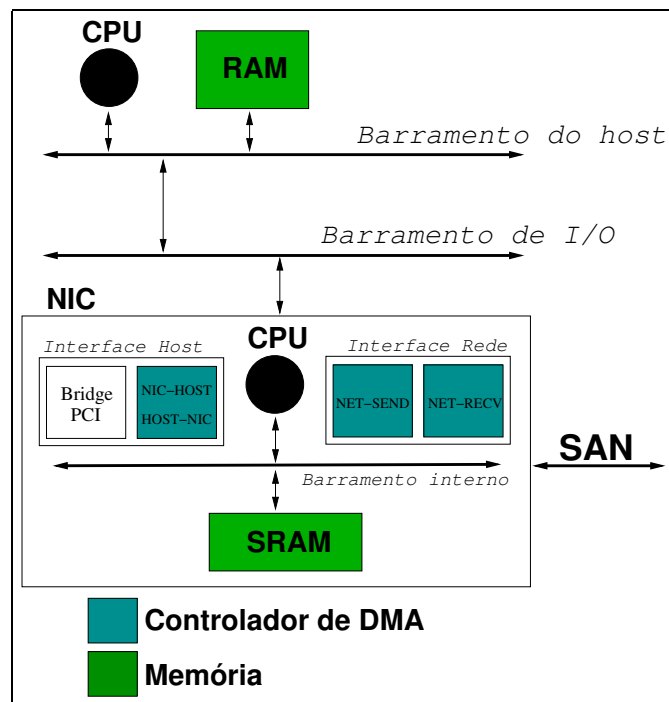 CPU
RAM
Barramento do host
Barramento de I/O
NIC
CPU
Interface Host
Interface Rede
Bridge
PCI
NIC–HOST
HOST–NIC
NET–SEND
NET–RECV
SAN
Barramento interno
SRAM
Controlador de DMA
Memória